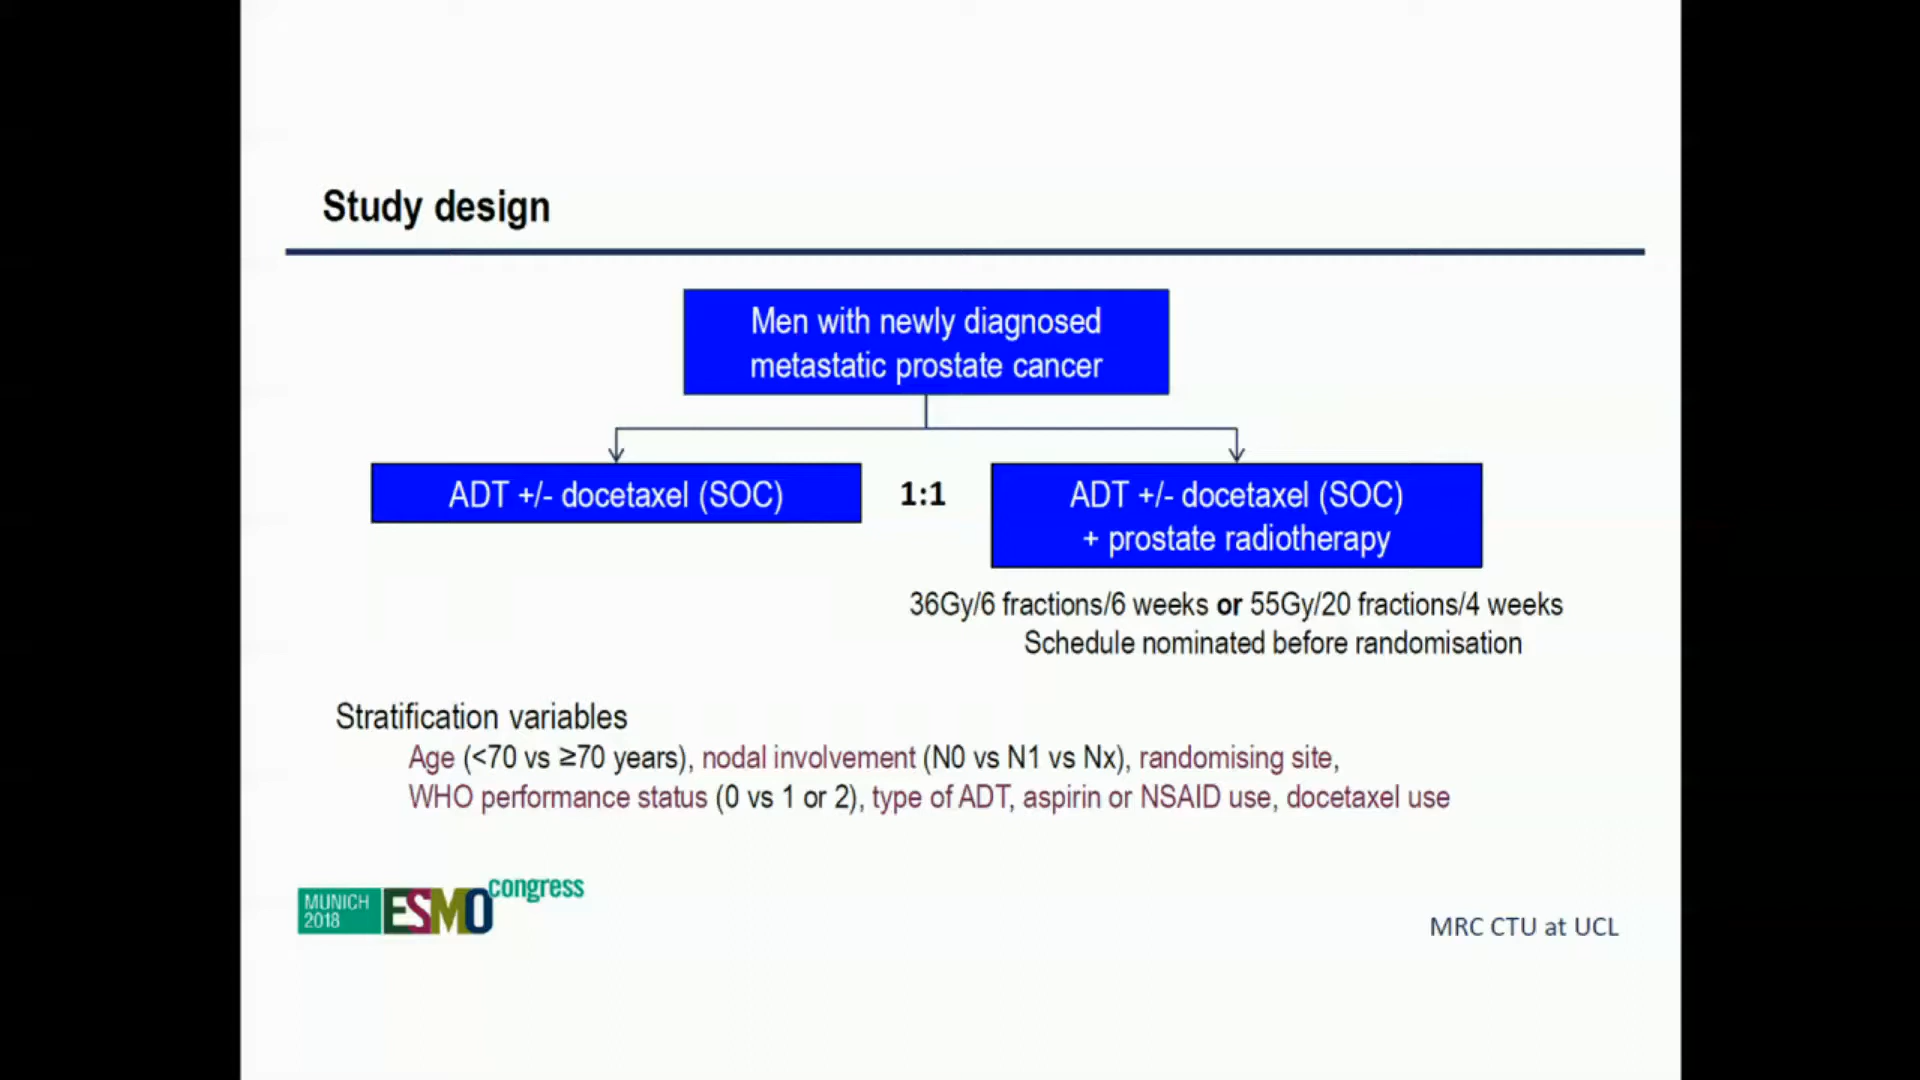 Study design
Men with newly diagnosed
metastatic prostate cancer
ADT +/- docetaxel (SOC)
1:1
ADT +/- docetaxel (SOC)
+ prostate radiotherapy
36Gy/6 fractions/6 weeks or 55Gy/20 fractions/4 weeks
Schedule nominated before randomisation
Stratification variables
Age (<70 vs ≥70 years), nodal involvement (N0 vs N1 vs Nx), randomising site,
WHO performance status (0 vs 1 or 2), type of ADT, aspirin or NSAID use, docetaxel use
MUNICH
2018
ESMO congress
MRC CTU at UCL